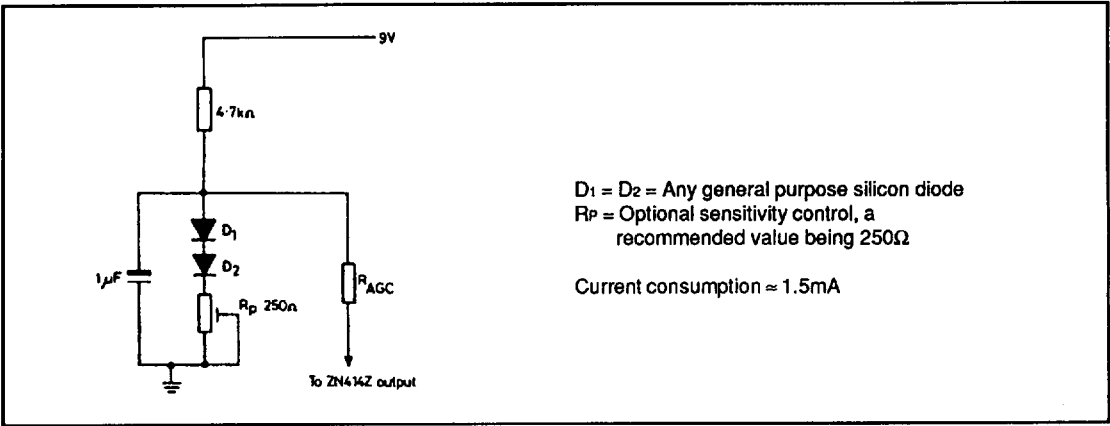 9V
4·7kΩ
D1
D2
1µF
Rp 250Ω
RAGC
To ZN414Z output
D1 = D2 = Any general purpose silicon diode
RP = Optional sensitivity control, a
recommended value being 250Ω
Current consumption ≈ 1.5mA